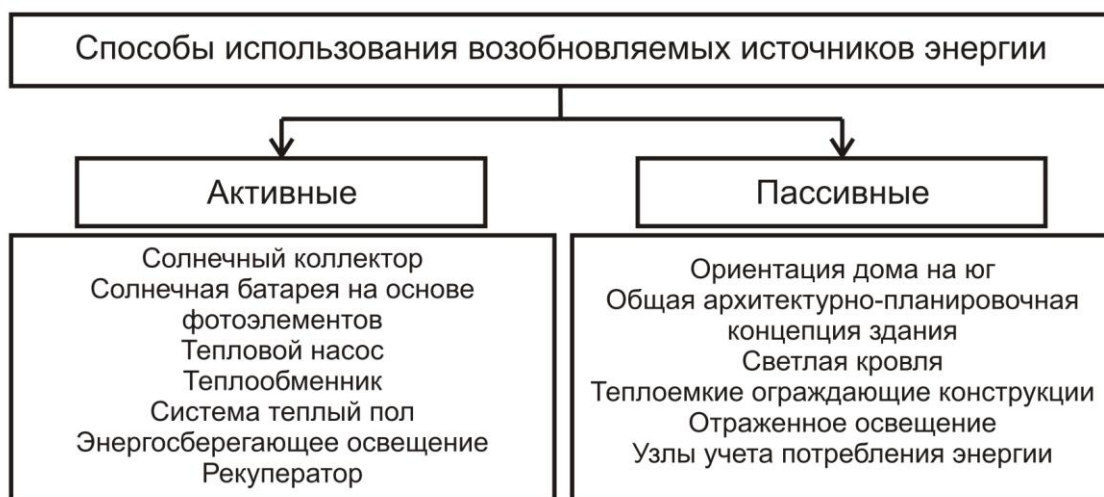 Способы использования возобновляемых источников энергии
Активные
Пассивные
Солнечный коллектор
Солнечная батарея на основе
фотоэлементов
Тепловой насос
Теплообменник
Система теплый пол
Энергосберегающее освещение
Рекуператор
Ориентация дома на юг
Общая архитектурно-планировочная
концепция здания
Светлая кровля
Теплоемкие ограждающие конструкции
Отраженное освещение
Узлы учета потребления энергии